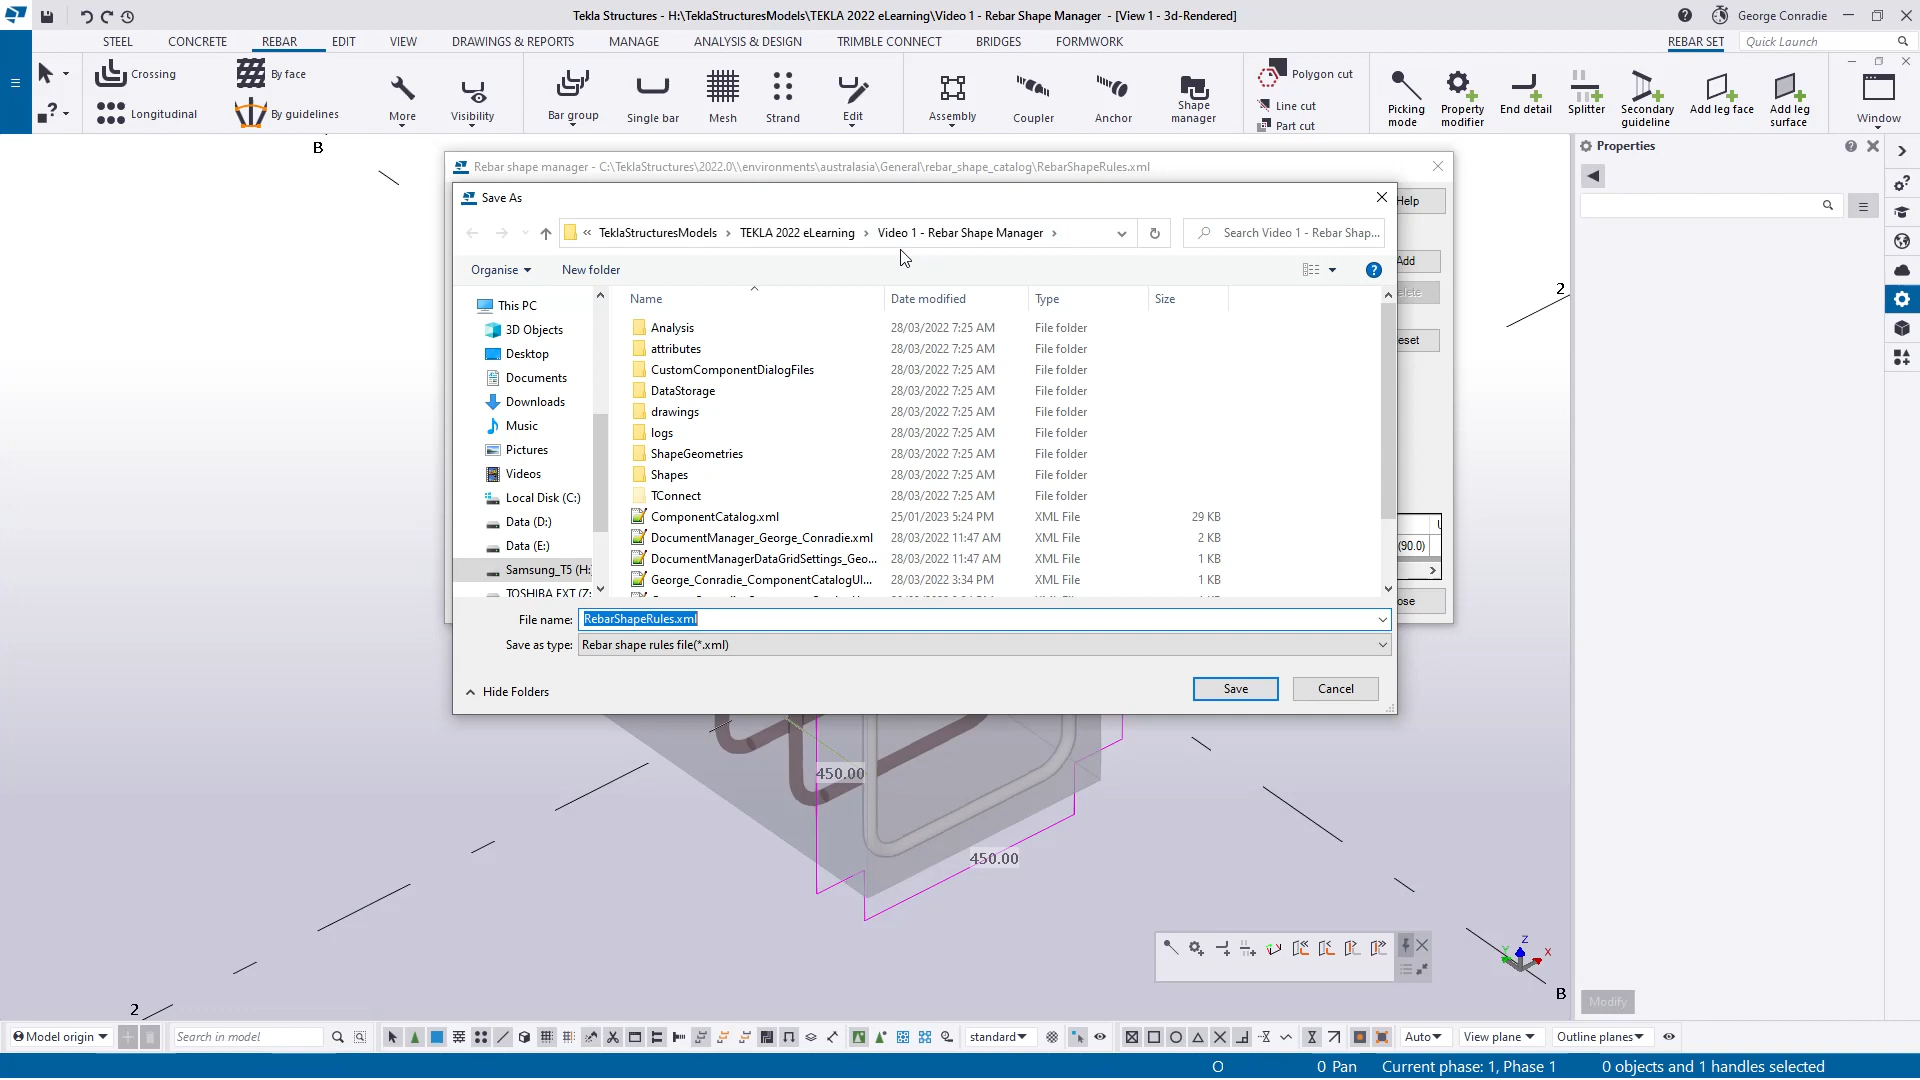 Tekla Structures - H:\TeklaStructuresModels\TEKLA 2022 eLearning\Video 1 - Rebar Shape Manager - [View 1 - 3d-Rendered]
George Conradie
STEEL CONCRETE REBAR EDIT VIEW DRAWINGS & REPORTS MANAGE ANALYSIS & DESIGN TRIMBLE CONNECT BRIDGES FORMWORK REBAR SET Quick Launch
Crossing
Longitudinal
By face
By guidelines
More
Visibility
Bar group
Single bar
Mesh
Strand
Edit
Assembly
Coupler
Anchor
Shape
manager
Polygon cut
Line cut
Part cut
Picking
mode
Property
modifier
End detail
Splitter
Secondary
guideline
Add leg face
Add leg
surface
Window
B
Properties
Rebar shape manager - C:\TeklaStructures\2022.0\\environments\australasia\General\rebar_shape_catalog\RebarShapeRules.xml
Save As
Help
« TeklaStructuresModels › TEKLA 2022 eLearning › Video 1 - Rebar Shape Manager ›
Search Video 1 - Rebar Shap...
Organise
New folder
Add
2
Name Date modified Type Size
This PC
3D Objects
Desktop
Documents
Downloads
Music
Pictures
Videos
Local Disk (C:)
Data (D:)
Data (E:)
Samsung_T5 (H:
TOSHIBA EXT (Z:
Analysis 28/03/2022 7:25 AM File folder
attributes 28/03/2022 7:25 AM File folder
CustomComponentDialogFiles 28/03/2022 7:25 AM File folder
DataStorage 28/03/2022 7:25 AM File folder
drawings 28/03/2022 7:25 AM File folder
logs 28/03/2022 7:25 AM File folder
ShapeGeometries 28/03/2022 7:25 AM File folder
Shapes 28/03/2022 7:25 AM File folder
TConnect 28/03/2022 7:25 AM File folder
ComponentCatalog.xml 25/01/2023 5:24 PM XML File 29 KB
DocumentManager_George_Conradie.xml 28/03/2022 11:47 AM XML File 2 KB
DocumentManagerDataGridSettings_Geo... 28/03/2022 11:47 AM XML File 1 KB
George_Conradie_ComponentCatalogUI... 28/03/2022 3:34 PM XML File 1 KB
eset
(90.0)
ose
File name: RebarShapeRules.xml
Save as type: Rebar shape rules file(*.xml)
Hide Folders
Save
Cancel
450.00
450.00
Z
Y
X
B
2
Modify
Model origin
Search in model
standard
Auto
View plane
Outline planes
O
0 Pan
Current phase: 1, Phase 1
0 objects and 1 handles selected